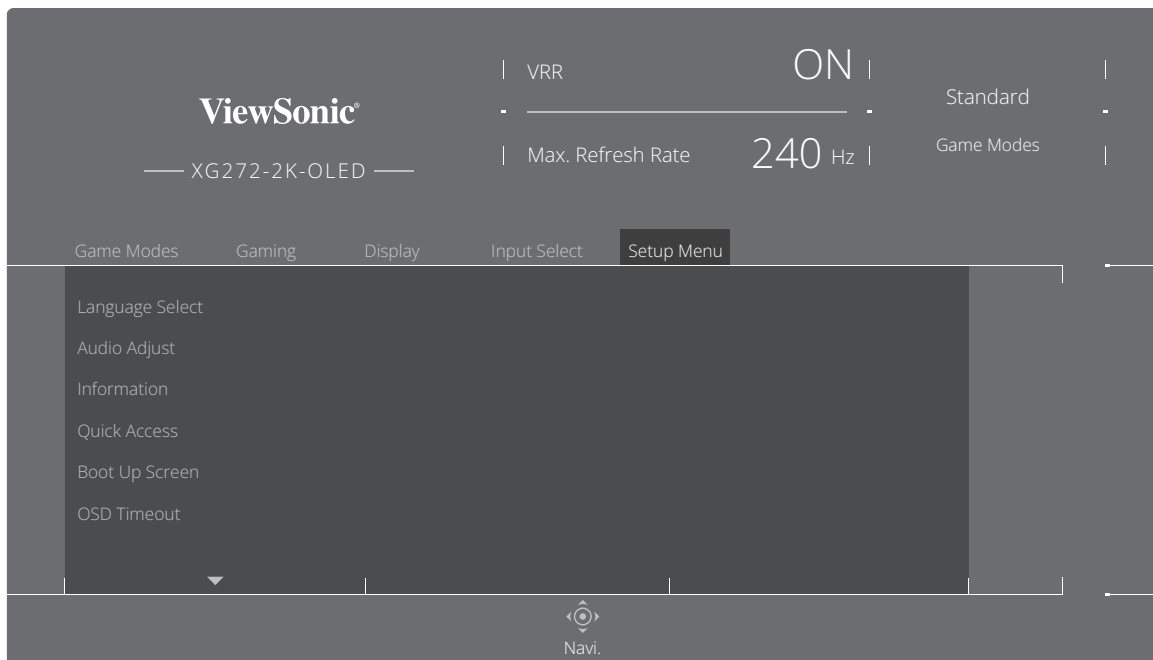 ViewSonic®
XG272-2K-OLED
VRR ON
Max. Refresh Rate 240 Hz
Standard
Game Modes
Game Modes Gaming Display Input Select Setup Menu
Language Select
Audio Adjust
Information
Quick Access
Boot Up Screen
OSD Timeout
Navi.